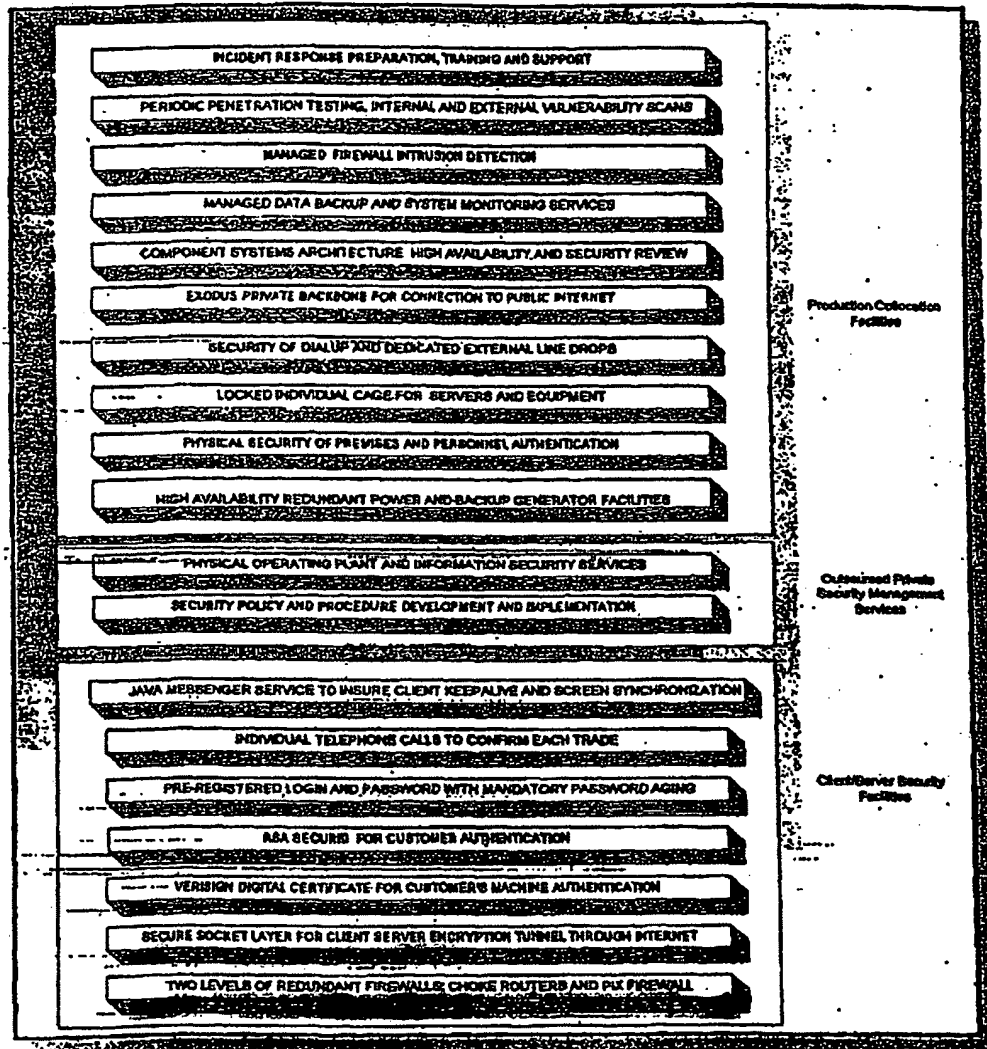 INCIDENT RESPONSE PREPARATION, TRAINING AND SUPPORT
PERIODIC PENETRATION TESTING, INTERNAL AND EXTERNAL VULNERABILITY SCANS
MANAGED FIREWALL INTRUSION DETECTION
MANAGED DATA BACKUP AND SYSTEM MONITORING SERVICES
COMPONENT SYSTEMS ARCHITECTURE HIGH AVAILABILITY AND SECURITY REVIEW
EXODUS PRIVATE BACKBONE FOR CONNECTION TO PUBLIC INTERNET
Production Collocation
Facilities
SECURITY OF DIALUP AND DEDICATED EXTERNAL LINE DROPS
LOCKED INDIVIDUAL CAGE FOR SERVERS AND EQUIPMENT
PHYSICAL SECURITY OF PREMISES AND PERSONNEL AUTHENTICATION
HIGH AVAILABILITY REDUNDANT POWER AND BACKUP GENERATOR FACILITIES
PHYSICAL OPERATING PLANT AND INFORMATION SECURITY SERVICES
SECURITY POLICY AND PROCEDURE DEVELOPMENT AND IMPLEMENTATION
Outsourced Private
Security Management
Services
JAVA MESSENGER SERVICE TO INSURE CLIENT KEEPALIVE AND SCREEN SYNCHRONIZATION
INDIVIDUAL TELEPHONE CALLS TO CONFIRM EACH TRADE
PRE-REGISTERED LOGIN AND PASSWORD WITH MANDATORY PASSWORD AGING
Client/Server Security
Facilities
RSA SECURID FOR CUSTOMER AUTHENTICATION
VERISIGN DIGITAL CERTIFICATE FOR CUSTOMER'S MACHINE AUTHENTICATION
SECURE SOCKET LAYER FOR CLIENT SERVER ENCRYPTION TUNNEL THROUGH INTERNET
TWO LEVELS OF REDUNDANT FIREWALLS; CHOKE ROUTERS AND PIX FIREWALL